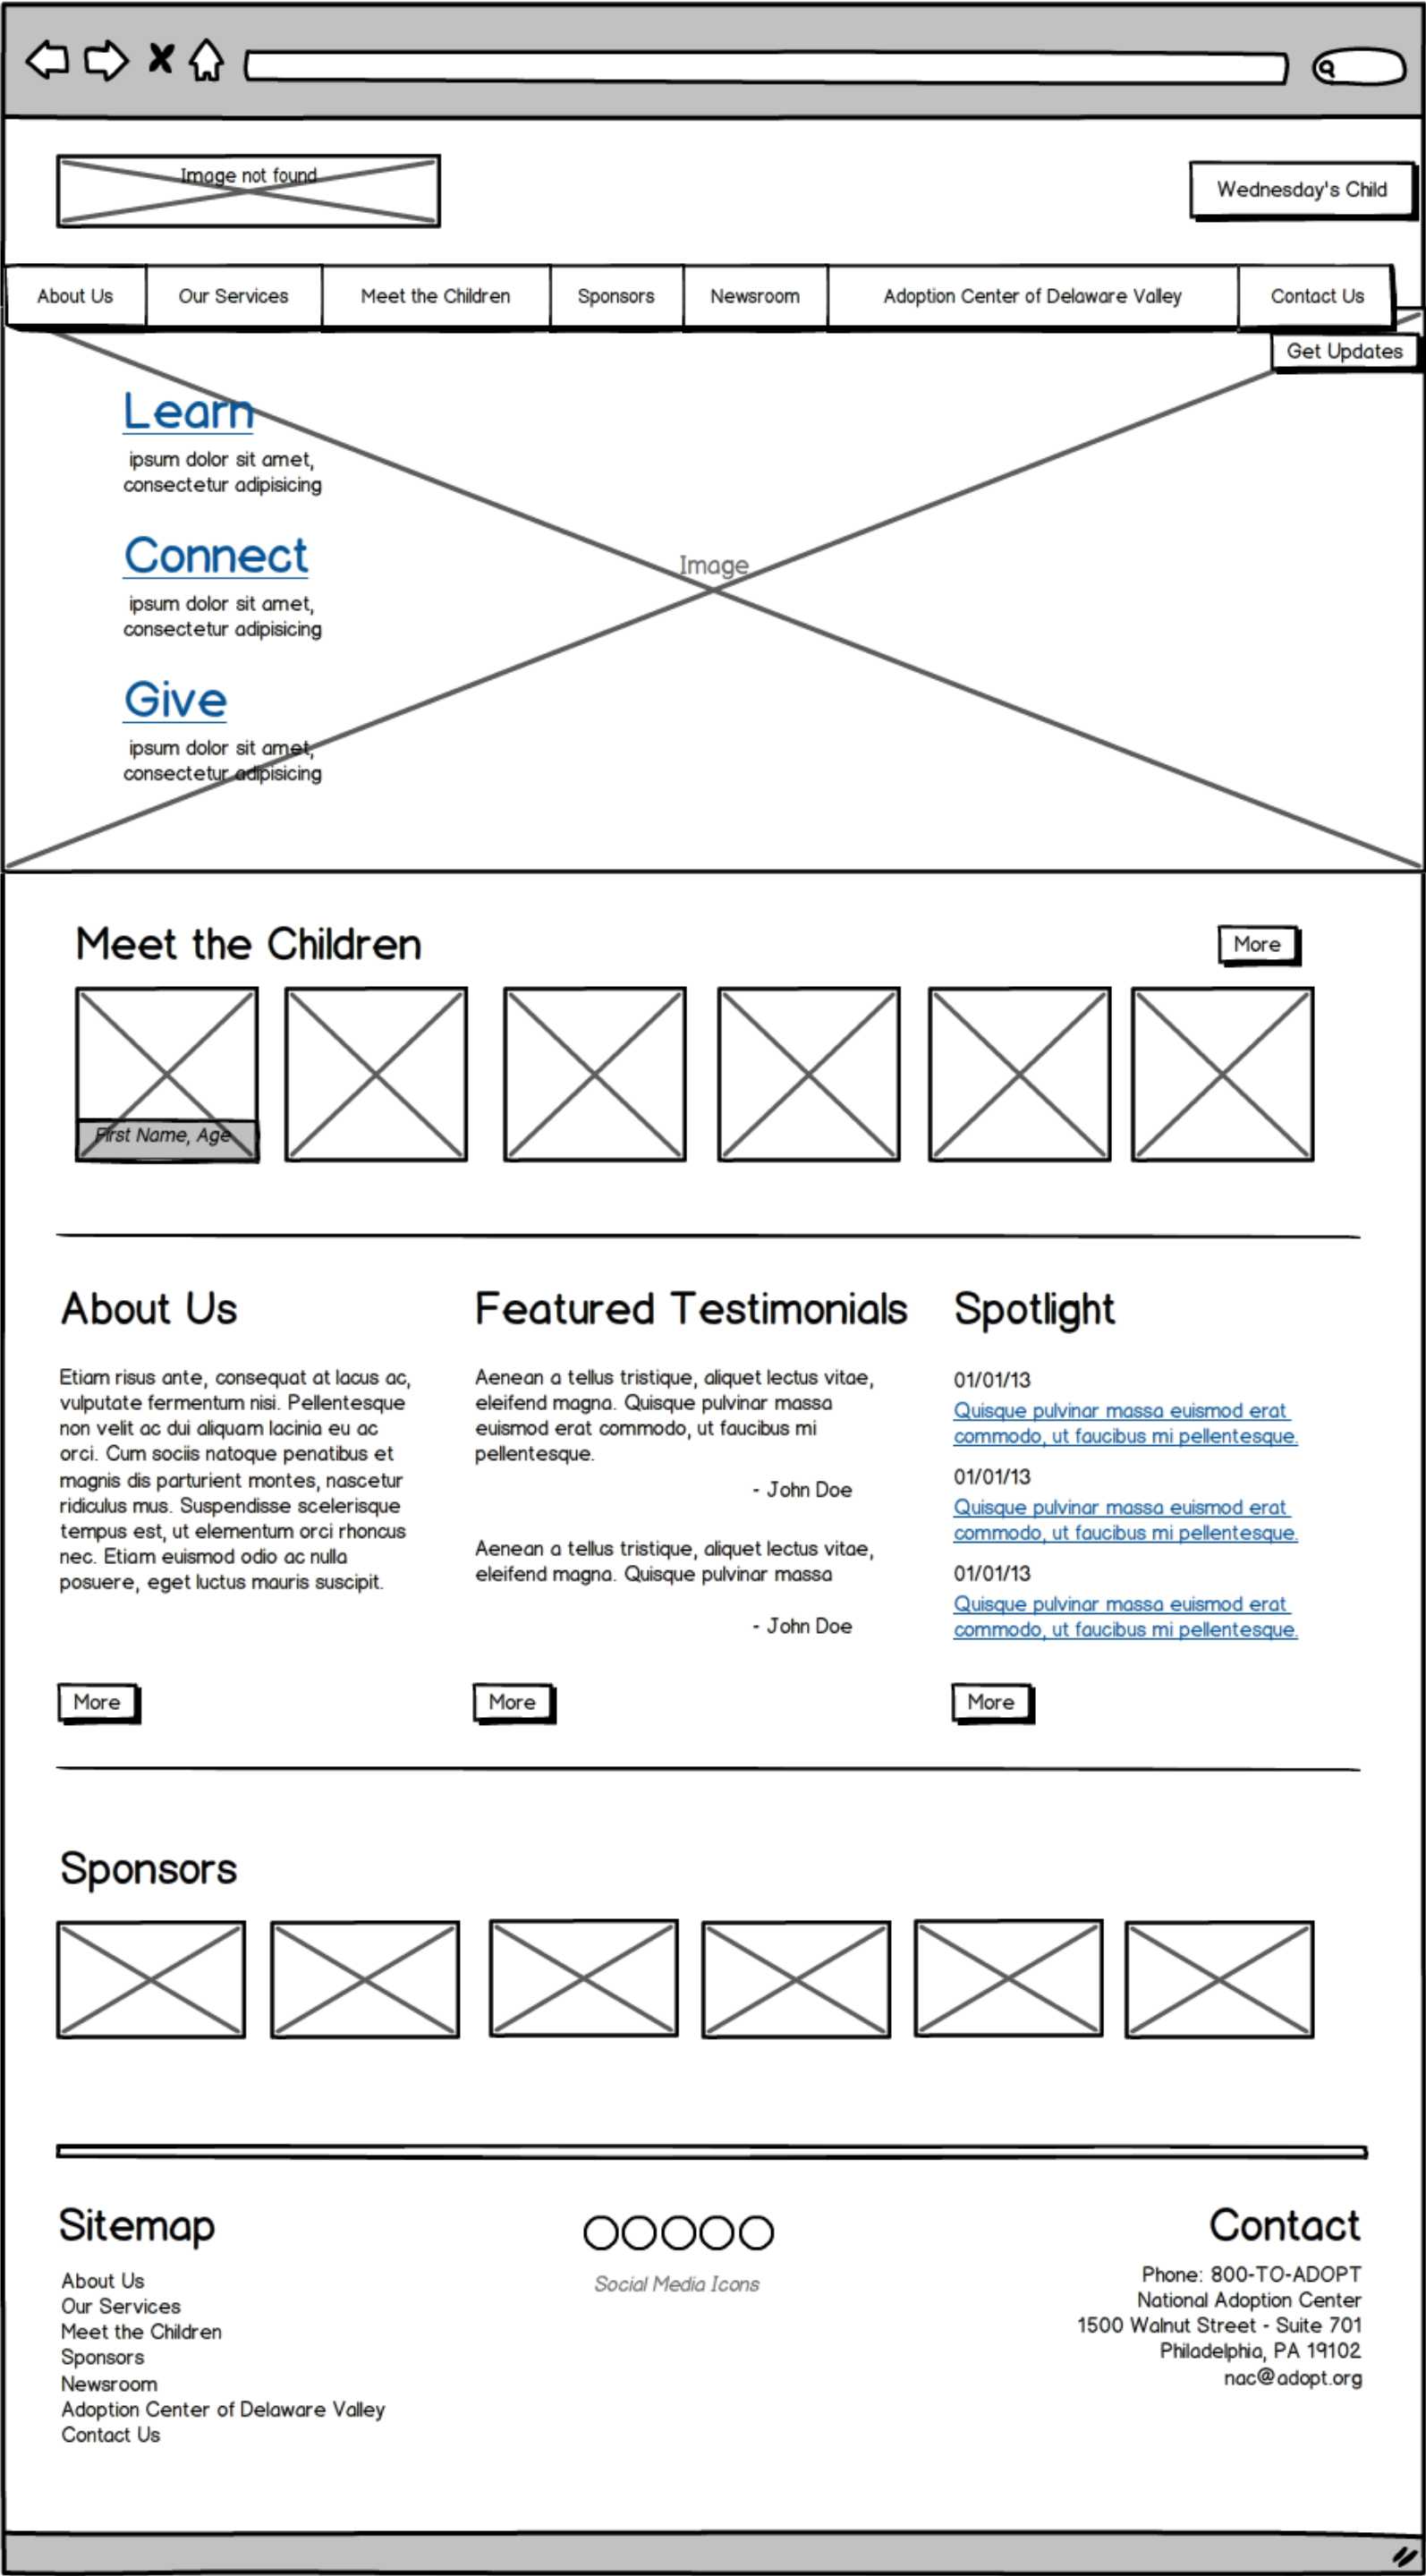 Image not found
Wednesday's Child
About Us
Our Services
Meet the Children
Sponsors
Newsroom
Adoption Center of Delaware Valley
Contact Us
Get Updates
Learn
ipsum dolor sit amet,
consectetur adipisicing
Connect
ipsum dolor sit amet,
consectetur adipisicing
Give
ipsum dolor sit amet,
consectetur adipisicing
Image
Meet the Children
More
First Name, Age
About Us
Etiam risus ante, consequat at lacus ac,
vulputate fermentum nisi. Pellentesque
non velit ac dui aliquam lacinia eu ac
orci. Cum sociis natoque penatibus et
magnis dis parturient montes, nascetur
ridiculus mus. Suspendisse scelerisque
tempus est, ut elementum orci rhoncus
nec. Etiam euismod odio ac nulla
posuere, eget luctus mauris suscipit.
More
Featured Testimonials
Aenean a tellus tristique, aliquet lectus vitae,
eleifend magna. Quisque pulvinar massa
euismod erat commodo, ut faucibus mi
pellentesque.
- John Doe
Aenean a tellus tristique, aliquet lectus vitae,
eleifend magna. Quisque pulvinar massa
- John Doe
More
Spotlight
01/01/13
Quisque pulvinar massa euismod erat
commodo, ut faucibus mi pellentesque.
01/01/13
Quisque pulvinar massa euismod erat
commodo, ut faucibus mi pellentesque.
01/01/13
Quisque pulvinar massa euismod erat
commodo, ut faucibus mi pellentesque.
More
Sponsors
Sitemap
About Us
Our Services
Meet the Children
Sponsors
Newsroom
Adoption Center of Delaware Valley
Contact Us
Social Media Icons
Contact
Phone: 800-TO-ADOPT
National Adoption Center
1500 Walnut Street - Suite 701
Philadelphia, PA 19102
nac@adopt.org